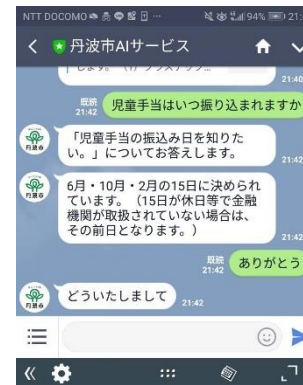 NTT DOCOMO
94% 21:
丹波市AIサービス
21:40
既読
21:42
児童手当はいつ振り込まれますか
「児童手当の振込み日を知りた
い。」についてお答えします。
21:42
6月・10月・2月の15日に決められ
ています。（15日が休日等で金融
機関が取扱されていない場合は、
その前日となります。）
21:42
既読
21:42
ありがとう
どういたしまして
21:42